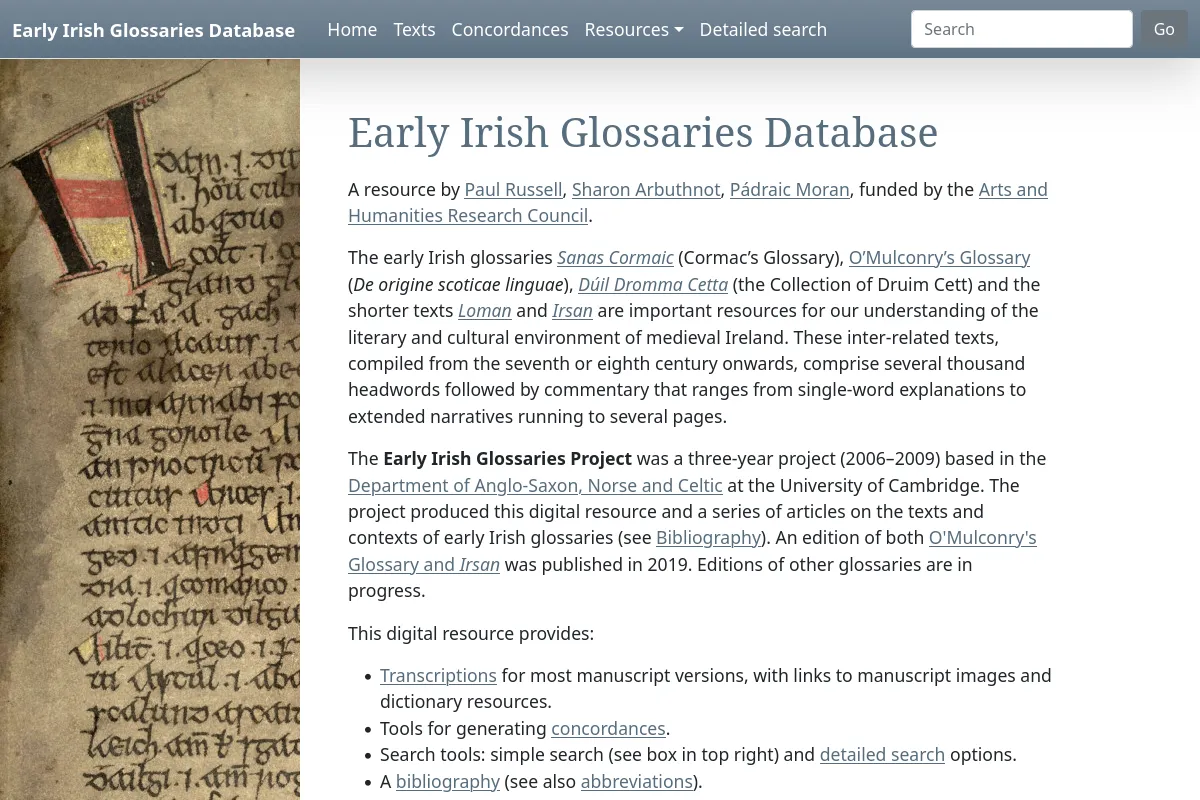 Early Irish Glossaries Database Home Texts Concordances Resources Detailed search Search Go
Early Irish Glossaries Database
A resource by Paul Russell, Sharon Arbuthnot, Pádraic Moran, funded by the Arts and
Humanities Research Council.
The early Irish glossaries Sanas Cormaic (Cormac’s Glossary), O’Mulconry’s Glossary
(De origine scoticae linguae), Dúil Dromma Cetta (the Collection of Druim Cett) and the
shorter texts Loman and Irsan are important resources for our understanding of the
literary and cultural environment of medieval Ireland. These inter-related texts,
compiled from the seventh or eighth century onwards, comprise several thousand
headwords followed by commentary that ranges from single-word explanations to
extended narratives running to several pages.
The Early Irish Glossaries Project was a three-year project (2006–2009) based in the
Department of Anglo-Saxon, Norse and Celtic at the University of Cambridge. The
project produced this digital resource and a series of articles on the texts and
contexts of early Irish glossaries (see Bibliography). An edition of both O'Mulconry's
Glossary and Irsan was published in 2019. Editions of other glossaries are in
progress.
This digital resource provides:
Transcriptions for most manuscript versions, with links to manuscript images and
dictionary resources.
Tools for generating concordances.
Search tools: simple search (see box in top right) and detailed search options.
A bibliography (see also abbreviations).